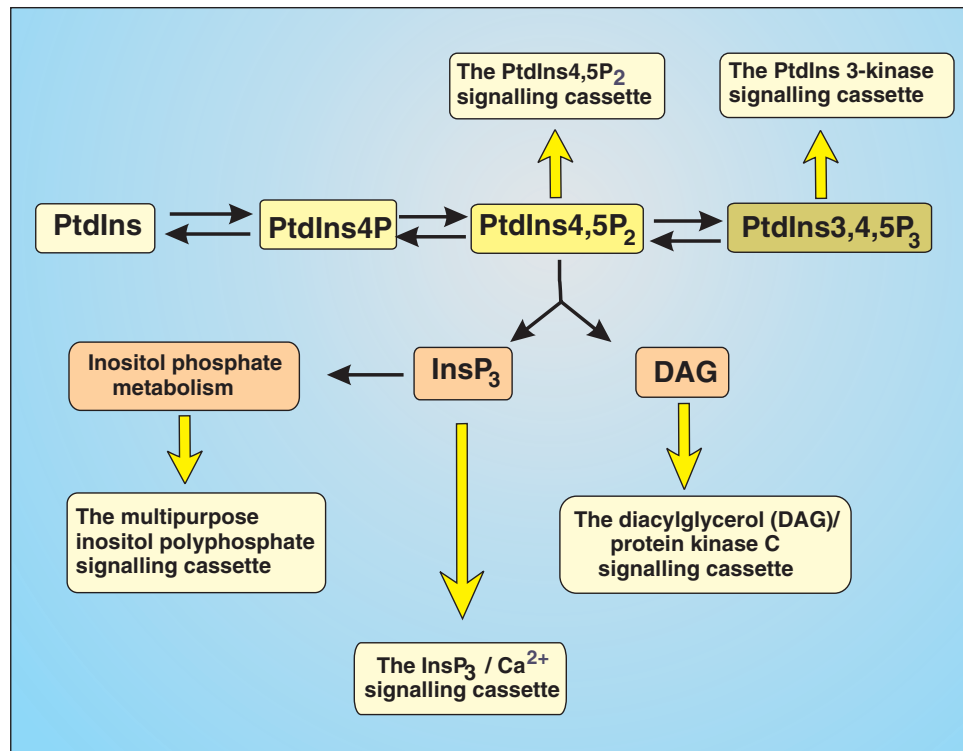 The PtdIns4,5P2
signalling cassette
The PtdIns 3-kinase
signalling cassette
PtdIns
PtdIns4P
PtdIns4,5P2
PtdIns3,4,5P3
Inositol phosphate
metabolism
InsP3
DAG
The multipurpose
inositol polyphosphate
signalling cassette
The diacylglycerol (DAG)/
protein kinase C
signalling cassette
The InsP3 / Ca2+
signalling cassette